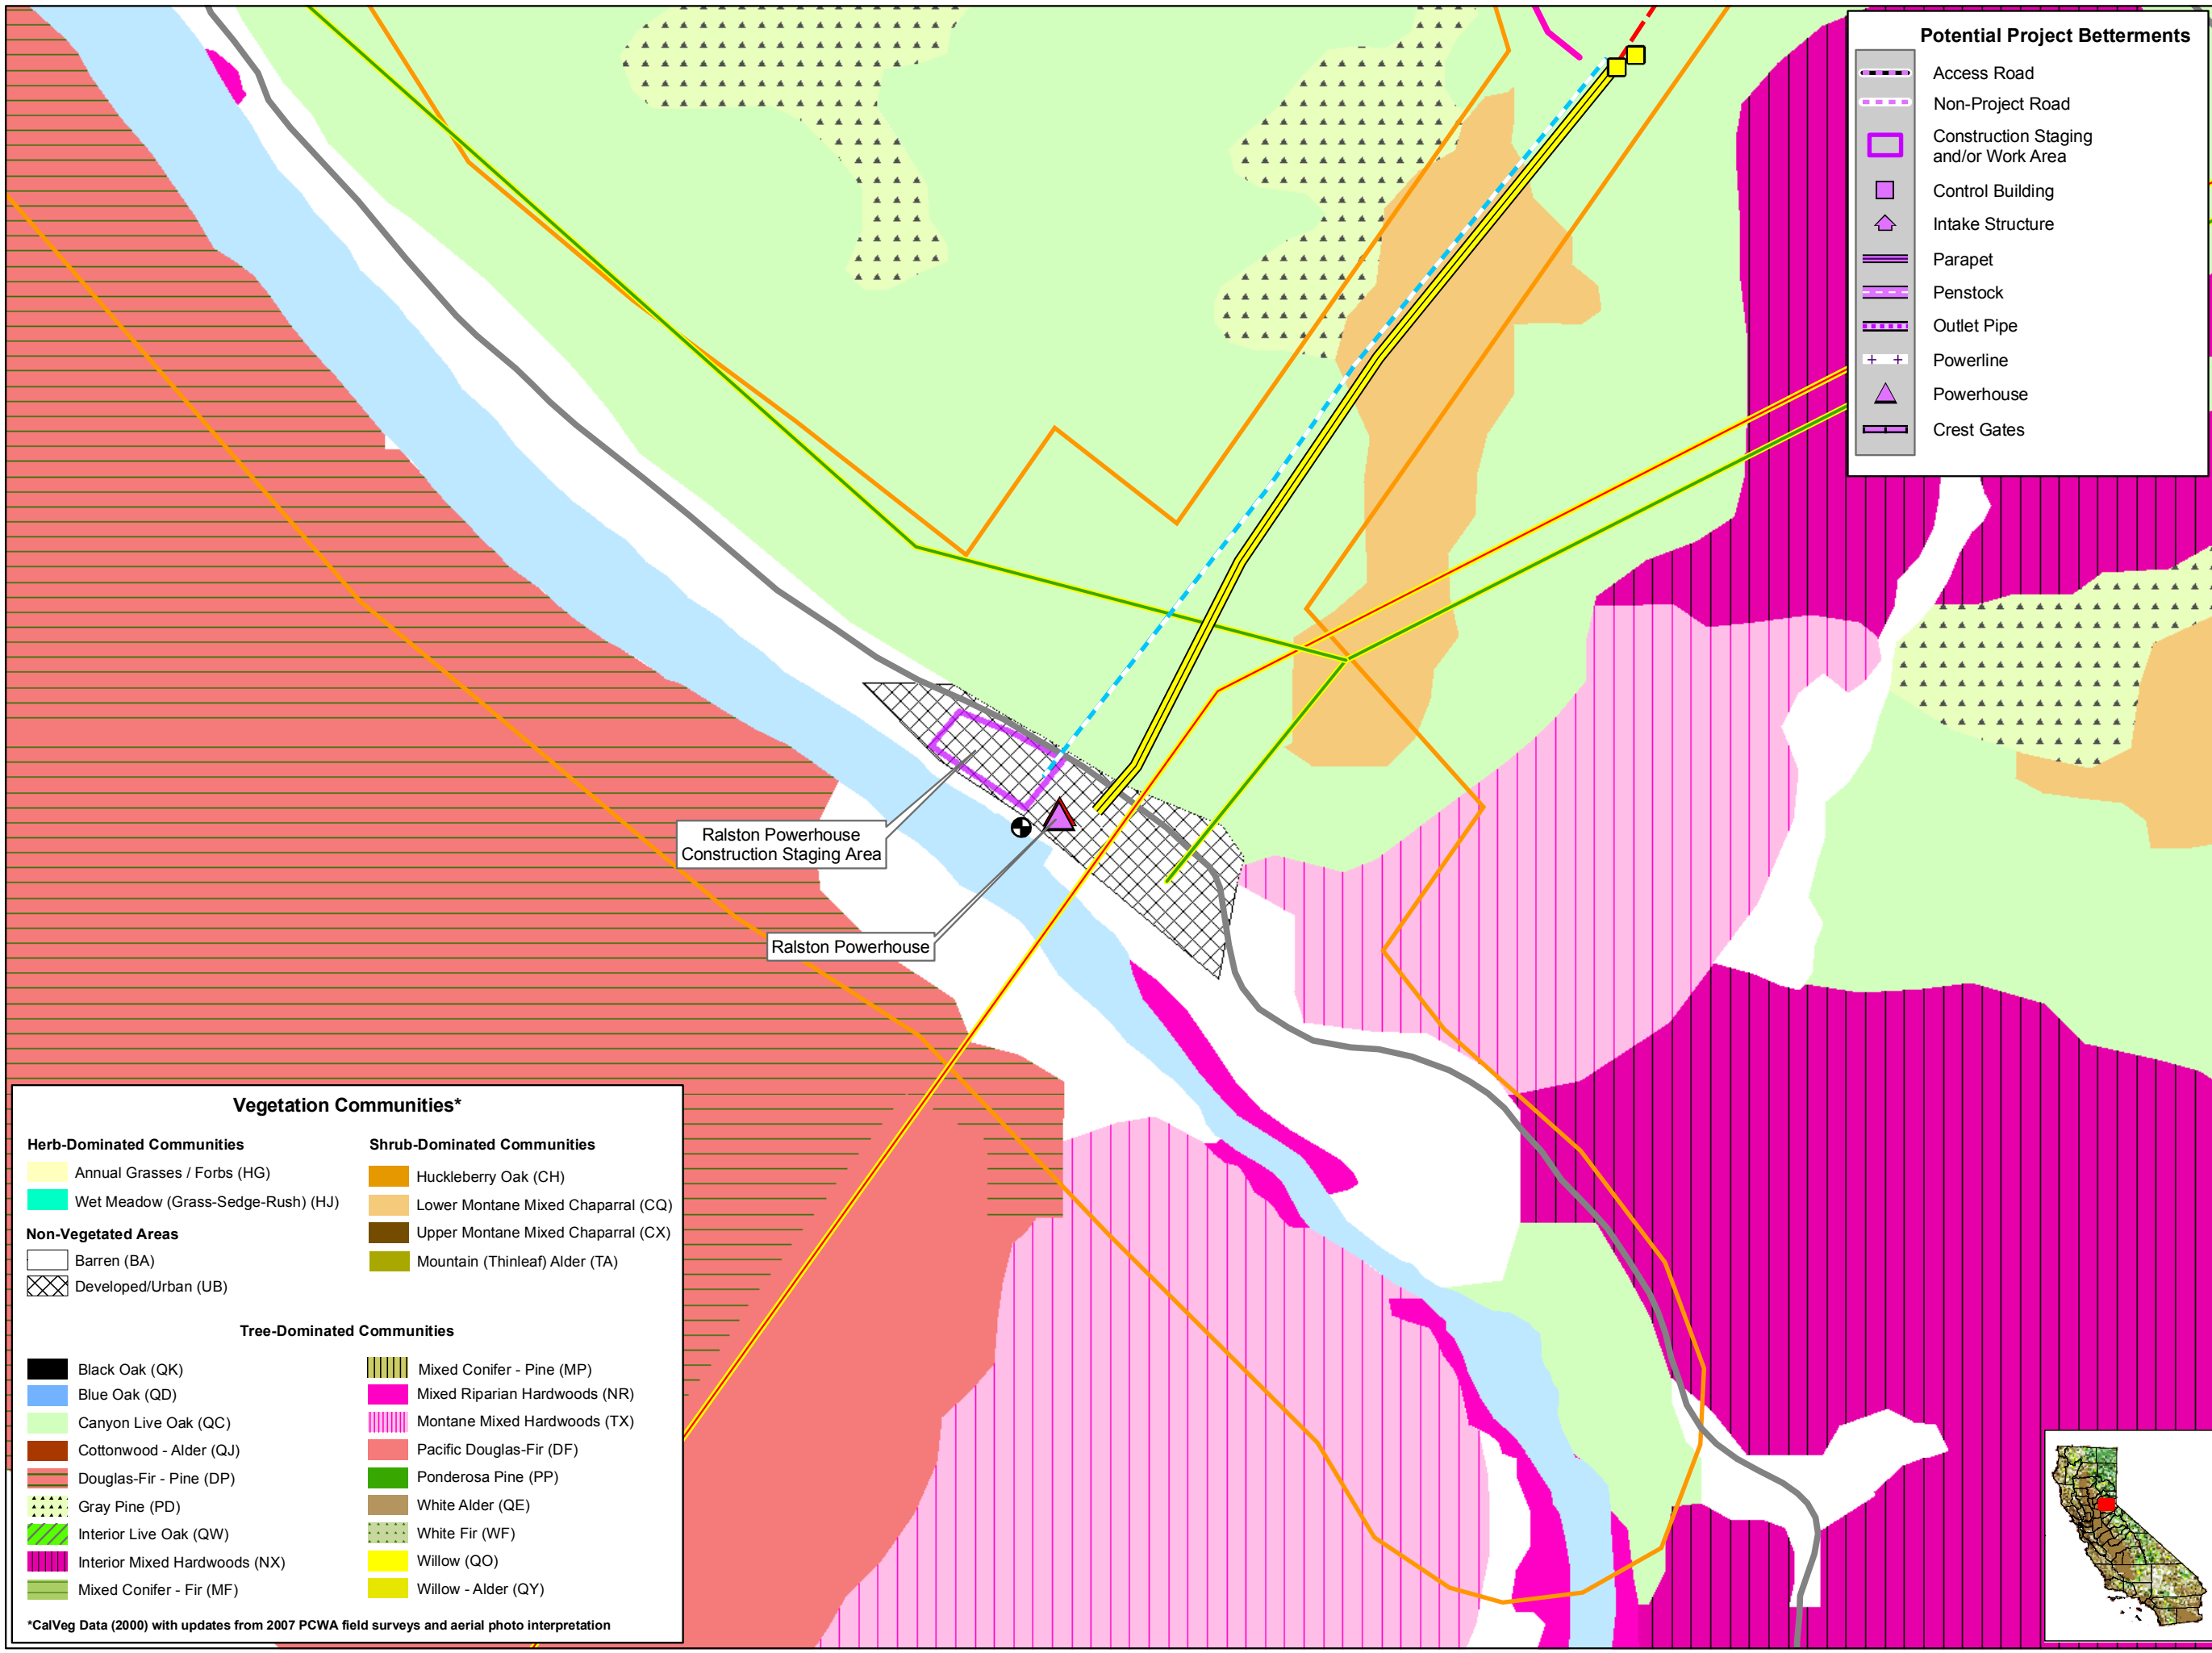 Potential Project Betterments
Access Road
Non-Project Road
Construction Staging
and/or Work Area
Control Building
Intake Structure
Parapet
Penstock
Outlet Pipe
Powerline
Powerhouse
Crest Gates
Ralston Powerhouse
Construction Staging Area
Ralston Powerhouse
Vegetation Communities*
Herb-Dominated Communities
Annual Grasses / Forbs (HG)
Wet Meadow (Grass-Sedge-Rush) (HJ)
Non-Vegetated Areas
Barren (BA)
Developed/Urban (UB)
Shrub-Dominated Communities
Huckleberry Oak (CH)
Lower Montane Mixed Chaparral (CQ)
Upper Montane Mixed Chaparral (CX)
Mountain (Thinleaf) Alder (TA)
Tree-Dominated Communities
Black Oak (QK)
Blue Oak (QD)
Canyon Live Oak (QC)
Cottonwood - Alder (QJ)
Douglas-Fir - Pine (DP)
Gray Pine (PD)
Interior Live Oak (QW)
Interior Mixed Hardwoods (NX)
Mixed Conifer - Fir (MF)
Mixed Conifer - Pine (MP)
Mixed Riparian Hardwoods (NR)
Montane Mixed Hardwoods (TX)
Pacific Douglas-Fir (DF)
Ponderosa Pine (PP)
White Alder (QE)
White Fir (WF)
Willow (QO)
Willow - Alder (QY)
*CalVeg Data (2000) with updates from 2007 PCWA field surveys and aerial photo interpretation